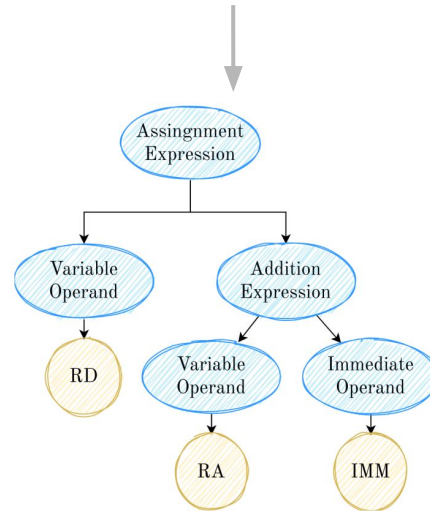 Assingnment
Expression
Variable
Operand
Addition
Expression
RD
Variable
Operand
Immediate
Operand
RA
IMM